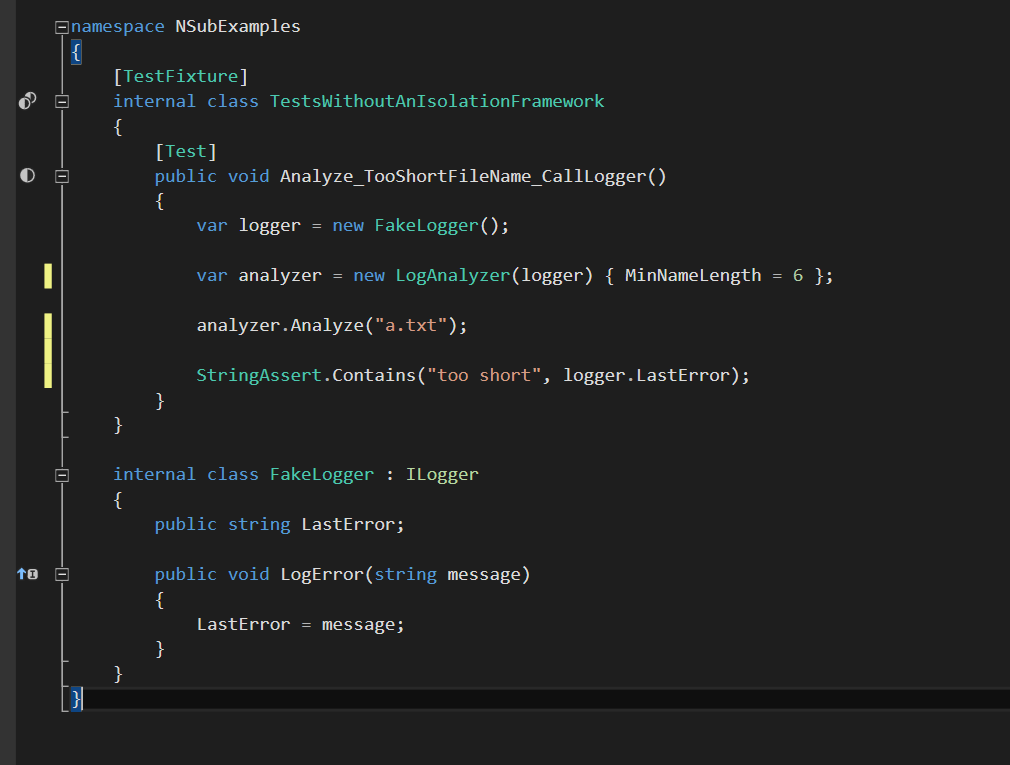 namespace NSubExamples
{
    [TestFixture]
    internal class TestsWithoutAnIsolationFramework
    {
        [Test]
        public void Analyze_TooShortFileName_CallLogger()
        {
            var logger = new FakeLogger();

            var analyzer = new LogAnalyzer(logger) { MinNameLength = 6 };

            analyzer.Analyze("a.txt");

            StringAssert.Contains("too short", logger.LastError);
        }
    }

    internal class FakeLogger : ILogger
    {
        public string LastError;

        public void LogError(string message)
        {
            LastError = message;
        }
    }
}